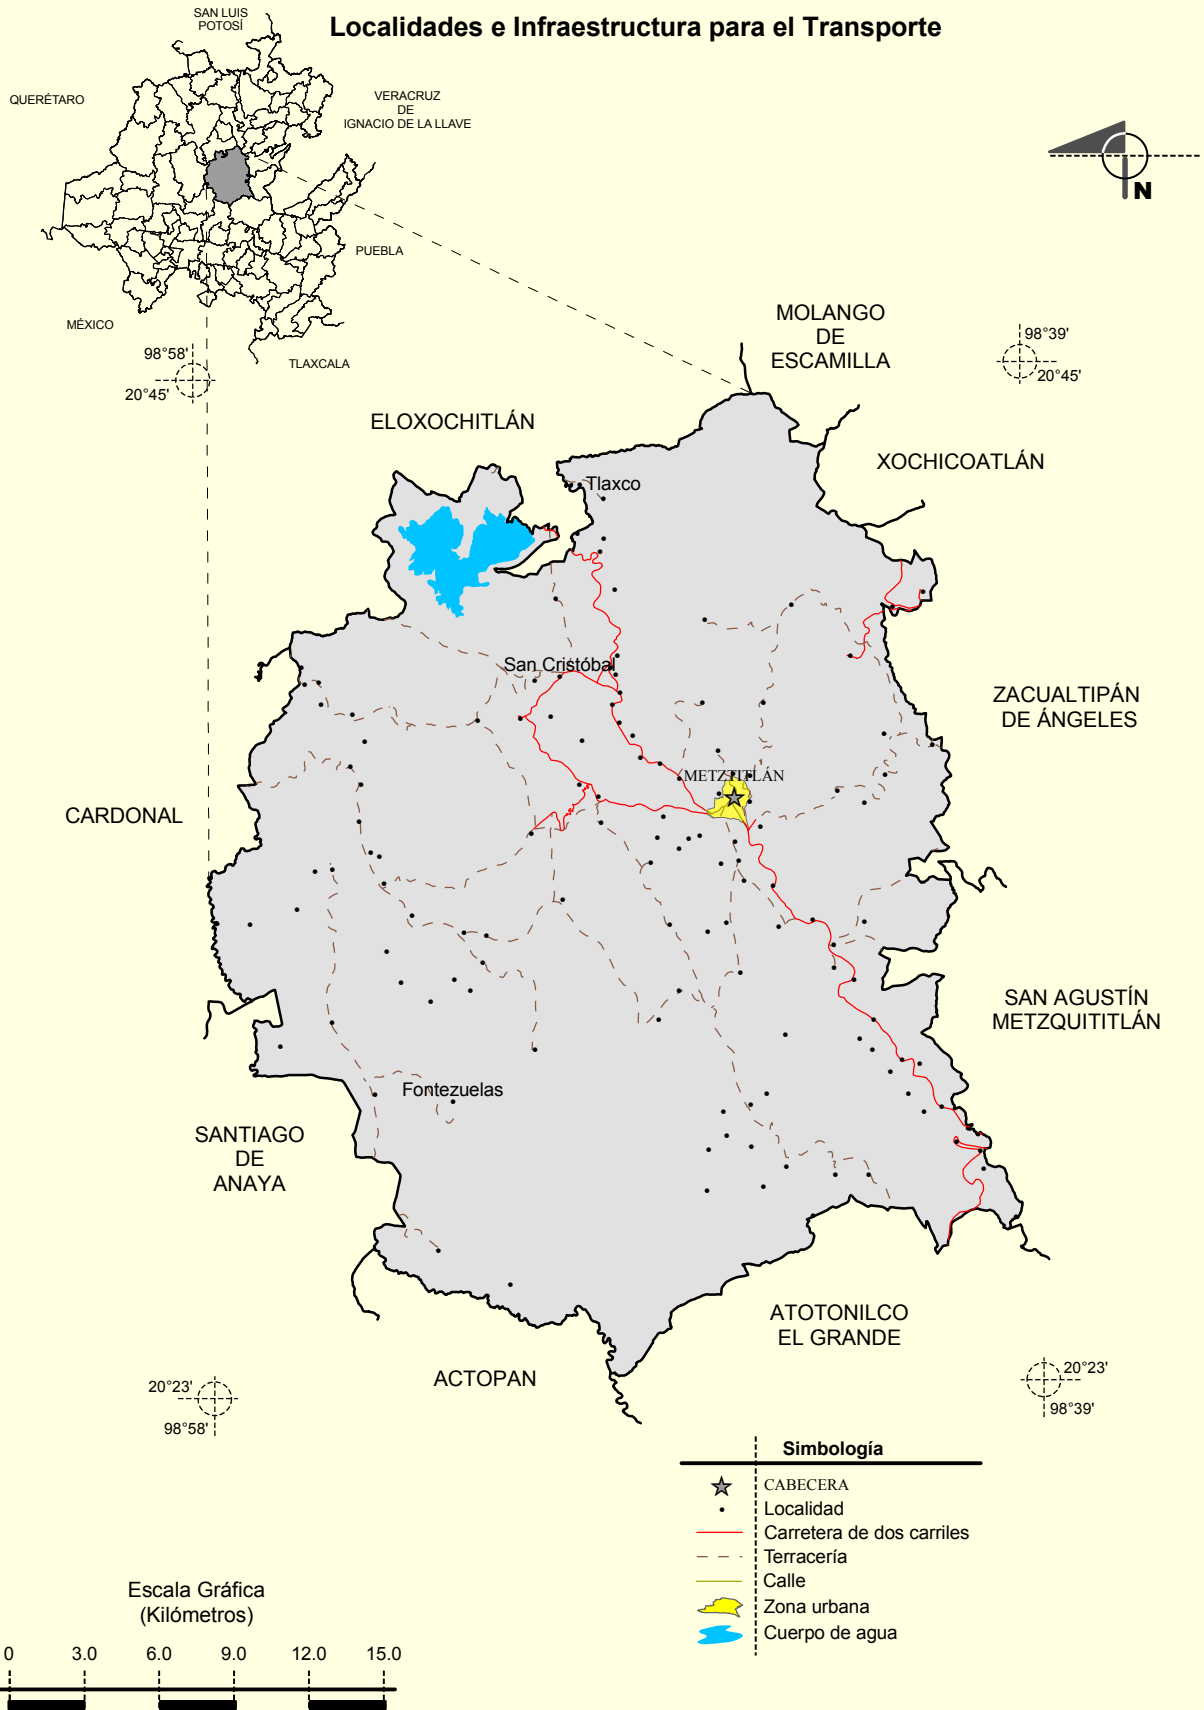 Localidades e Infraestructura para el Transporte
SAN LUIS
POTOSÍ
QUERÉTARO
VERACRUZ
DE
IGNACIO DE LA LLAVE
PUEBLA
MÉXICO
TLAXCALA
N
98°58'
20°45'
98°39'
20°45'
MOLANGO
DE
ESCAMILLA
ELOXOCHITLÁN
XOCHICOATLÁN
Tlaxco
San Cristóbal
ZACUALTIPÁN
DE ÁNGELES
METZTITLÁN
CARDONAL
SAN AGUSTÍN
METZQUITITLÁN
Fontezuelas
SANTIAGO
DE
ANAYA
ATOTONILCO
EL GRANDE
ACTOPAN
20°23'
98°58'
20°23'
98°39'
Simbología
CABECERA
Localidad
Carretera de dos carriles
Terracería
Calle
Zona urbana
Cuerpo de agua
Escala Gráfica
(Kilómetros)
0 3.0 6.0 9.0 12.0 15.0